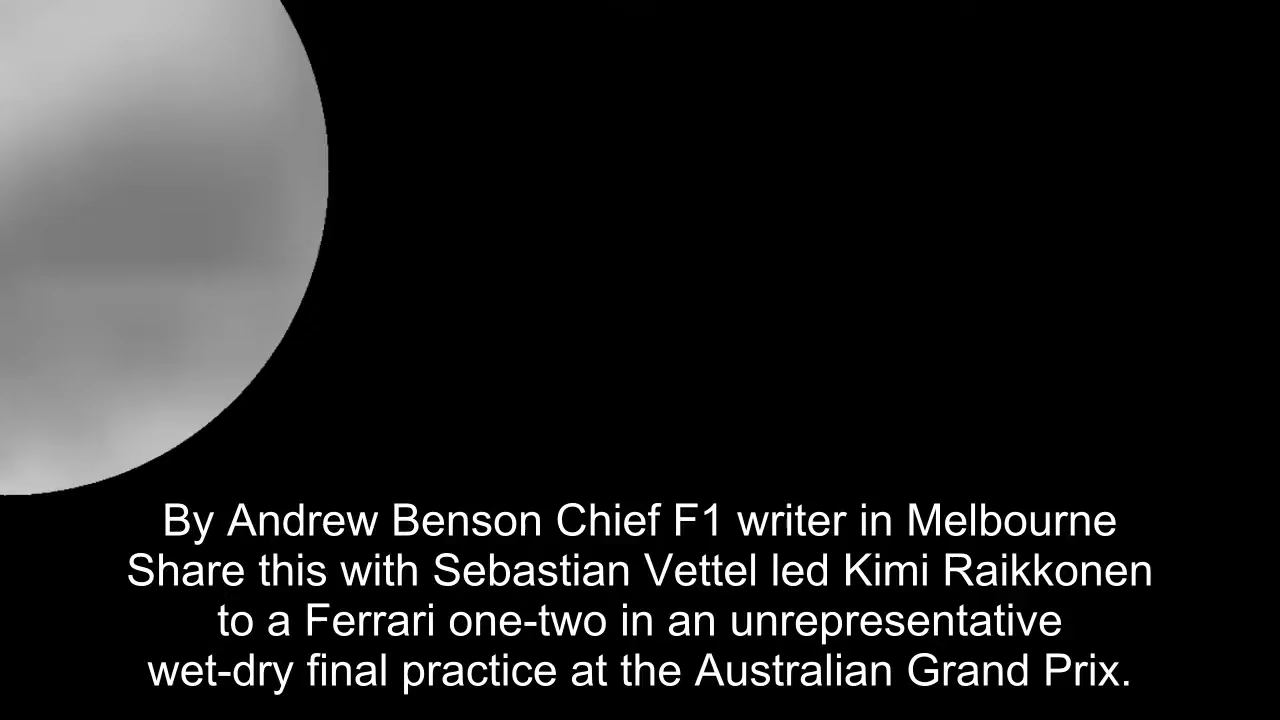 By Andrew Benson Chief F1 writer in Melbourne
Share this with Sebastian Vettel led Kimi Raikkonen
to a Ferrari one-two in an unrepresentative
wet-dry final practice at the Australian Grand Prix.